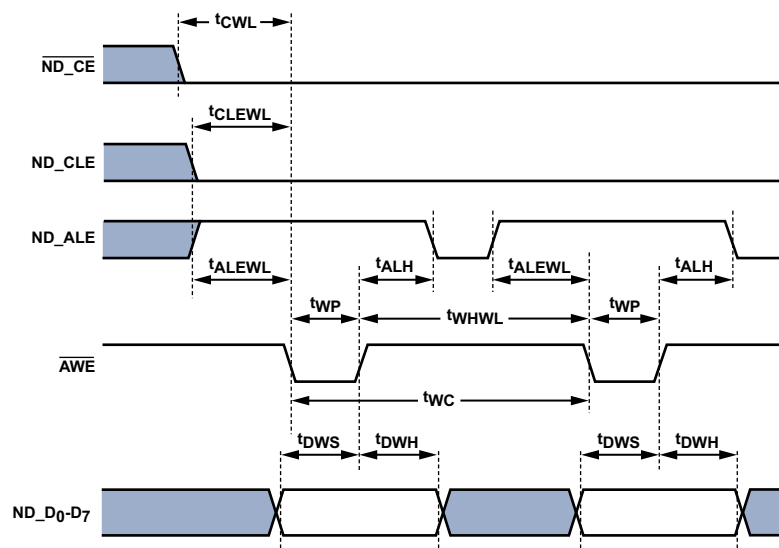 tCWL
ND_CE
tCLEWL
ND_CLE
ND_ALE
tALEWL tALH tALEWL tALH
tWP tWHWL tWP
AWE
tWC
tDWS tDWH tDWS tDWH
ND_D0-D7